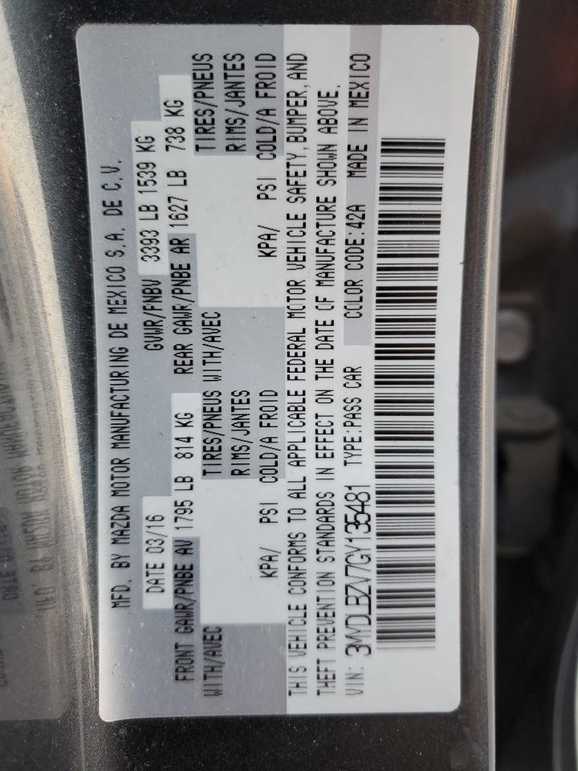 MFD. BY MAZDA MOTOR MANUFACTURING DE MEXICO S.A. DE C.V.
DATE 03/16 GVWR/PNBV 3393 LB 1539 KG
FRONT GAWR/PNBE AV 1795 LB 814 KG REAR GAWR/PNBE AR 1627 LB 738 KG
WITH/AVEC TIRES/PNEUS WITH/AVEC TIRES/PNEUS
RIMS/JANTES RIMS/JANTES
KPA/ PSI COLD/A FROID KPA/ PSI COLD/A FROID
THIS VEHICLE CONFORMS TO ALL APPLICABLE FEDERAL MOTOR VEHICLE SAFETY, BUMPER, AND
THEFT PREVENTION STANDARDS IN EFFECT ON THE DATE OF MANUFACTURE SHOWN ABOVE.
VIN: 3MYDLBZV7GY135481 TYPE:PASS CAR COLOR CODE:42A MADE IN MEXICO